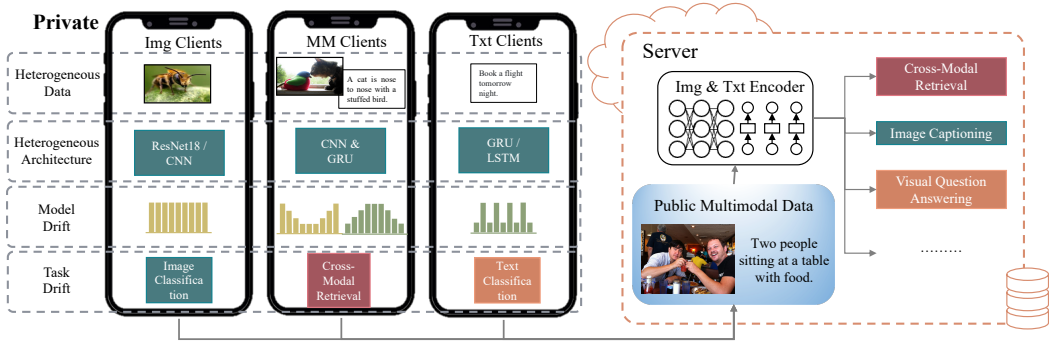 Private
Img Clients
MM Clients
Txt Clients
Heterogeneous
Data
A cat is nose
to nose with a
stuffed bird.
Book a flight
tomorrow
night.
Heterogeneous
Architecture
ResNet18 /
CNN
CNN &
GRU
GRU /
LSTM
Model
Drift
Task
Drift
Image
Classifica
tion
Cross-
Modal
Retrieval
Text
Classifica
tion
Server
Img & Txt Encoder
Public Multimodal Data
Two people
sitting at a table
with food.
Cross-Modal
Retrieval
Image Captioning
Visual Question
Answering
.........